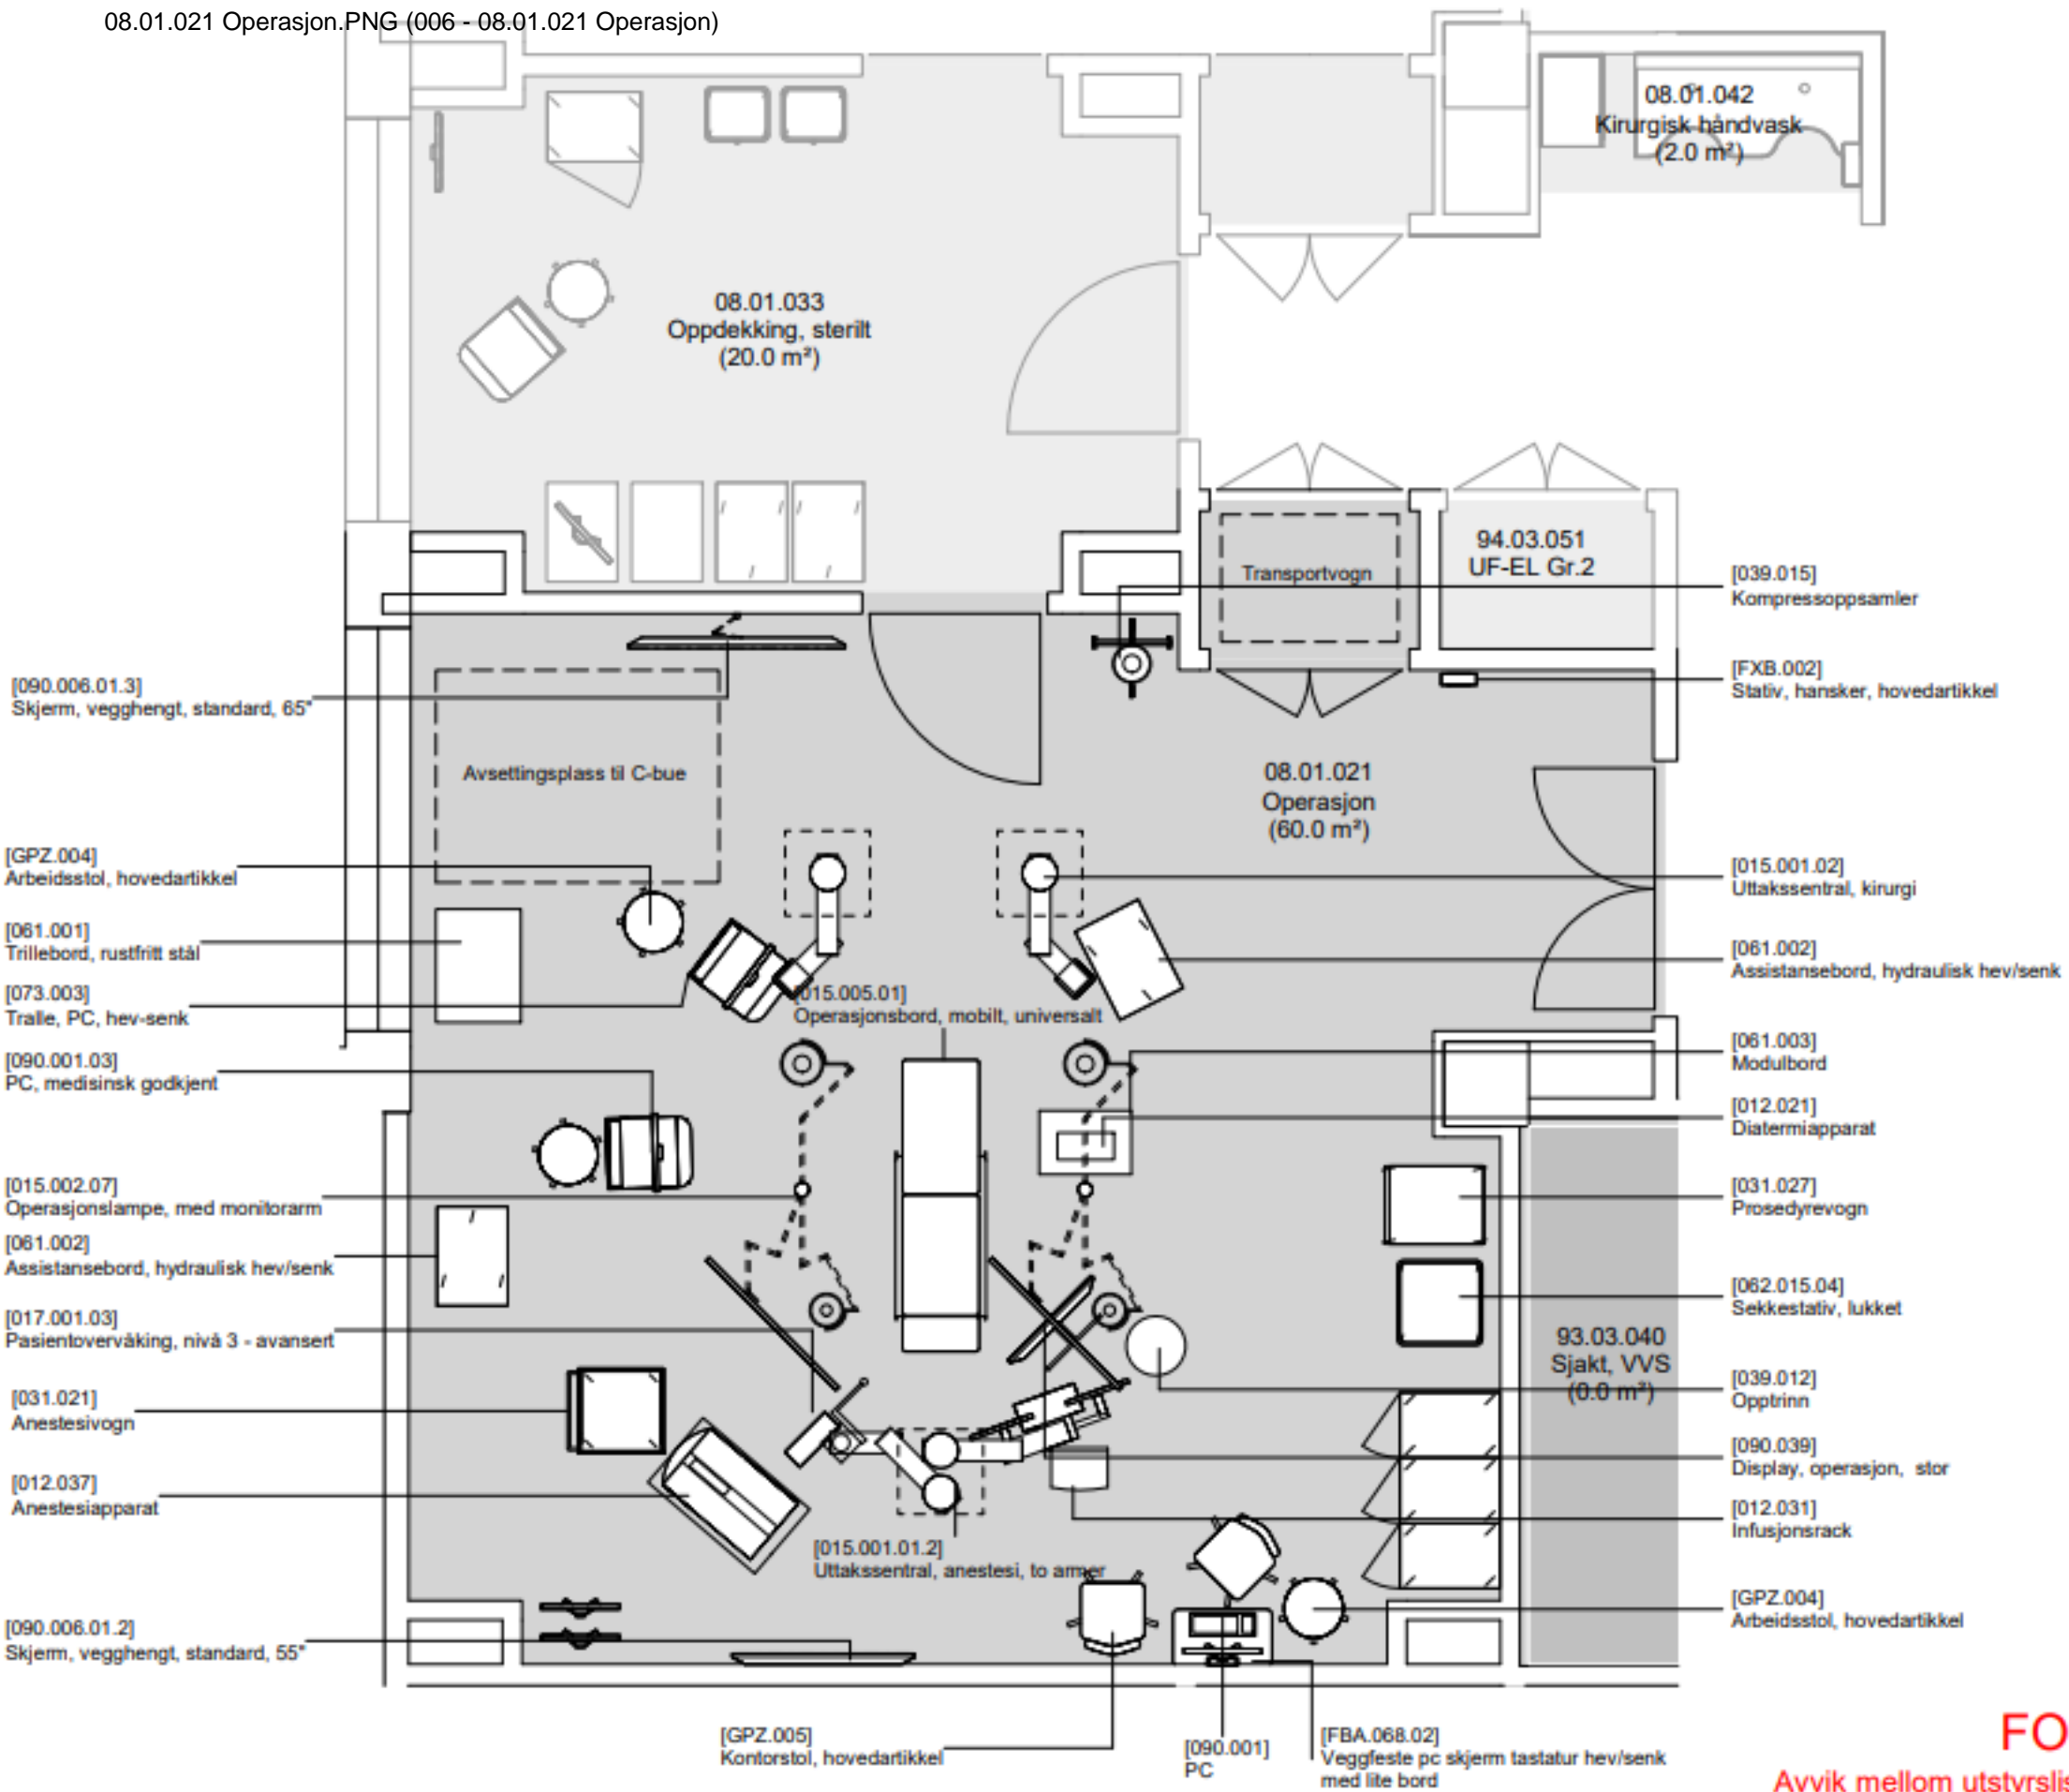 08.01.021 Operasjon.PNG (006 - 08.01.021 Operasjon)
08.01.042
Kirurgisk håndvask
(2.0 m²)
08.01.033
Oppdekking, sterilt
(20.0 m²)
94.03.051
UF-EL Gr.2
Transportvogn
[039.015]
Kompressoppsamler
[FXB.002]
Stativ, hansker, hovedartikkel
[090.006.01.3]
Skjerm, vegghengt, standard, 65"
Avsettingsplass til C-bue
08.01.021
Operasjon
(60.0 m²)
[GPZ.004]
Arbeidsstol, hovedartikkel
[015.001.02]
Uttakssentral, kirurgi
[061.001]
Trillebord, rustfritt stål
[061.002]
Assistansebord, hydraulisk hev/senk
[073.003]
Tralle, PC, hev-senk
[015.005.01]
Operasjonsbord, mobilt, universalt
[090.001.03]
PC, medisinsk godkjent
[061.003]
Modulbord
[012.021]
Diatermiapparat
[015.002.07]
Operasjonslampe, med monitorarm
[031.027]
Prosedyrevogn
[061.002]
Assistansebord, hydraulisk hev/senk
[062.015.04]
Sekkestativ, lukket
[017.001.03]
Pasientovervåking, nivå 3 - avansert
93.03.040
Sjakt, VVS
(0.0 m²)
[031.021]
Anestesivogn
[039.012]
Opptrinn
[090.039]
Display, operasjon, stor
[012.037]
Anestesiapparat
[012.031]
Infusjonsrack
[015.001.01.2]
Uttakssentral, anestesi, to armer
[GPZ.004]
Arbeidsstol, hovedartikkel
[090.006.01.2]
Skjerm, vegghengt, standard, 55"
[GPZ.005]
Kontorstol, hovedartikkel
[090.001]
PC
[FBA.068.02]
Veggfeste pc skjerm tastatur hev/senk
med lite bord
FO
Avvik mellom utstyrslis